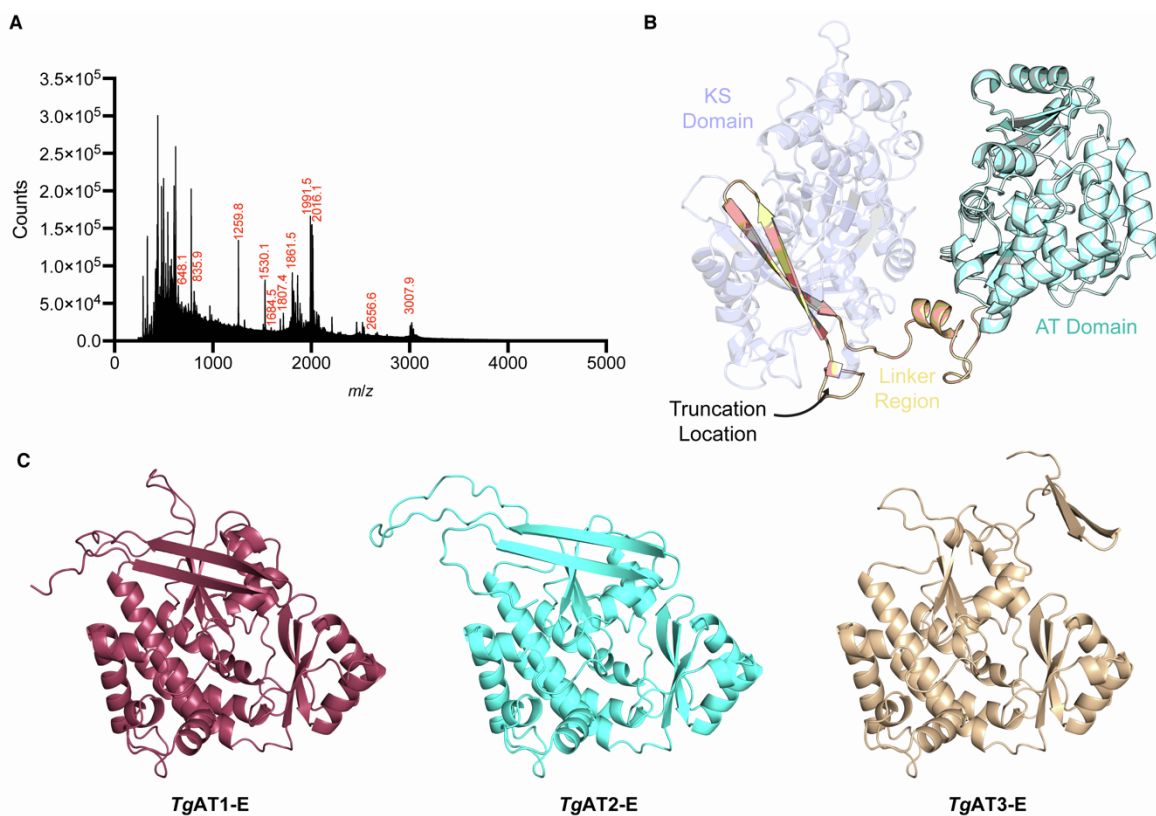 A
Counts
3.5×10⁵
3.0×10⁵
2.5×10⁵
2.0×10⁵
1.5×10⁵
1.0×10⁵
5.0×10⁴
0.0
648.1
835.9
1259.8
1530.1
1684.5
1807.4
1861.5
1991.5
2016.1
2656.6
3007.9
0
1000
2000
3000
4000
5000
m/z
B
KS
Domain
AT Domain
Linker
Region
Truncation
Location
C
TgAT1-E
TgAT2-E
TgAT3-E